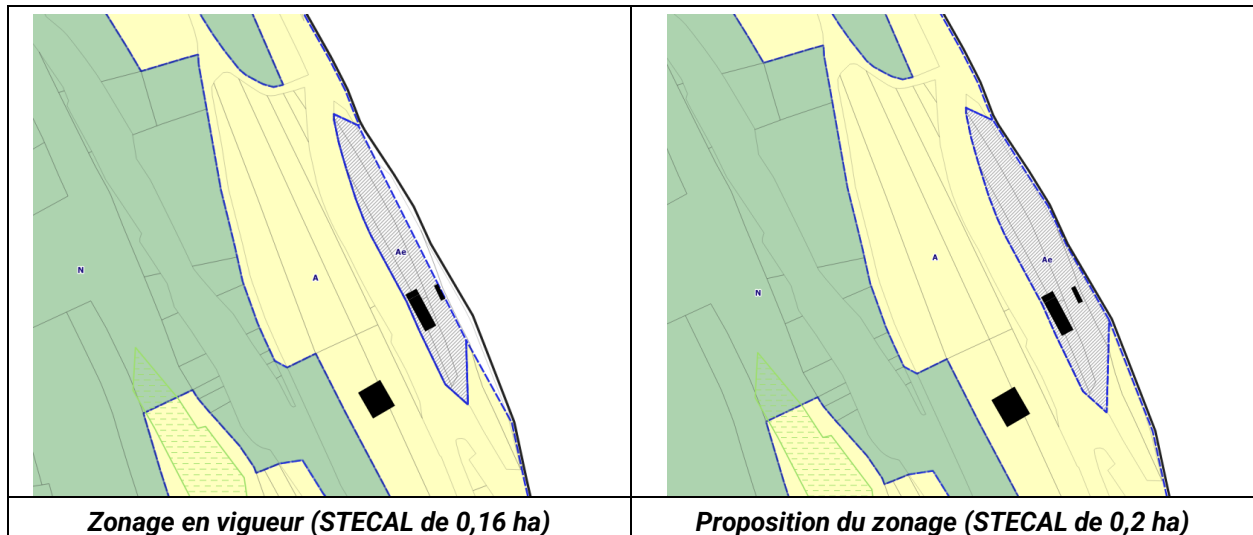 Ae
N
A
Ae
A
N
Zonage en vigueur (STECAL de 0,16 ha)
Proposition du zonage (STECAL de 0,2 ha)